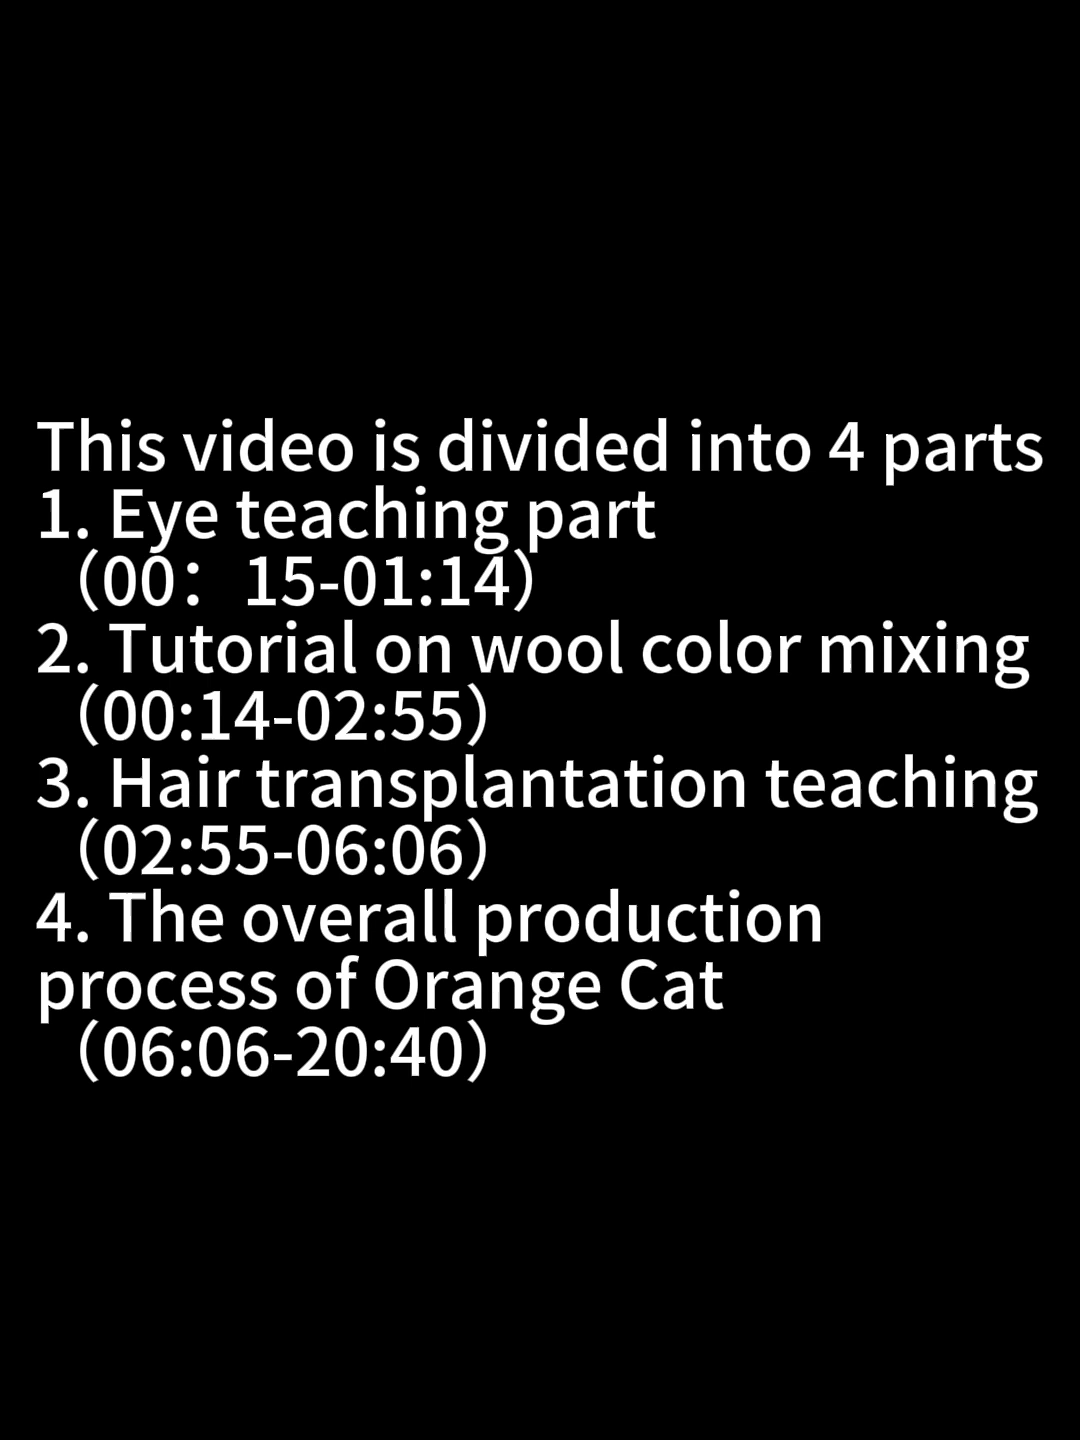 This video is divided into 4 parts
1. Eye teaching part
（00：15-01:14）
2. Tutorial on wool color mixing
（00:14-02:55）
3. Hair transplantation teaching
（02:55-06:06）
4. The overall production
process of Orange Cat
（06:06-20:40）